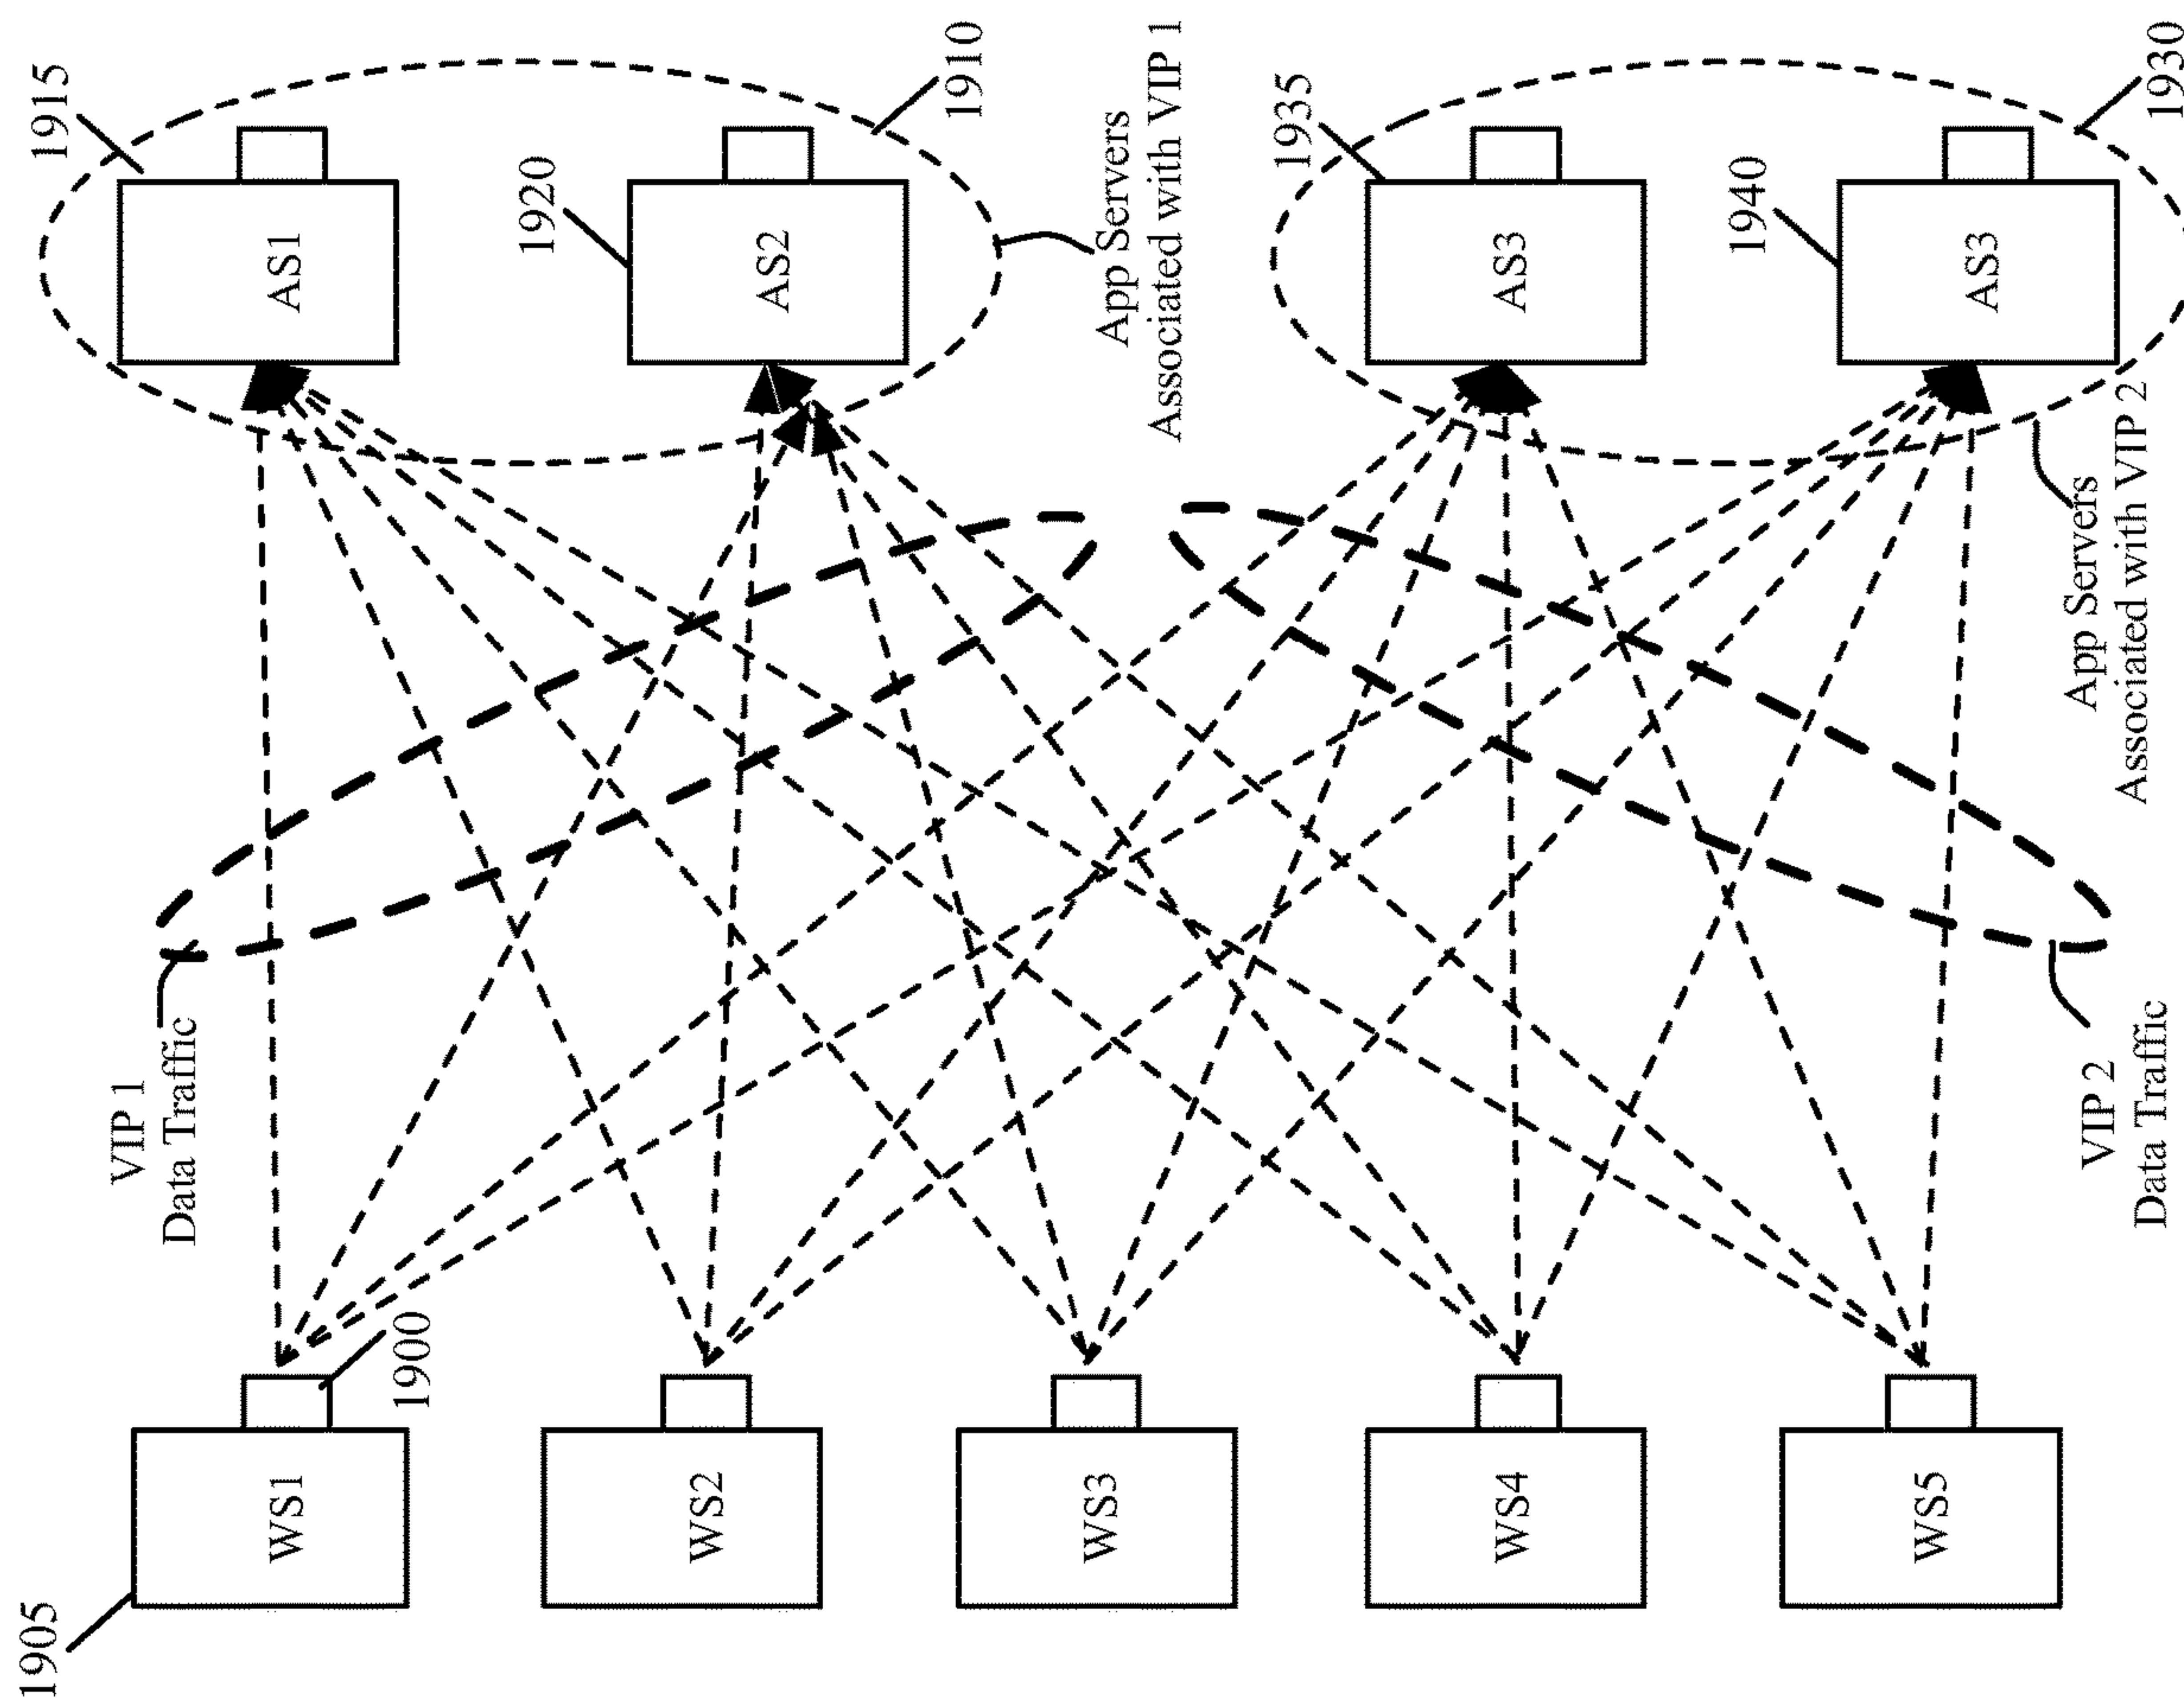 1905
1915
VIP 1
Data Traffic
WS1
AS1
1900
1920
WS2
AS2
1910
WS3
App Servers
Associated with VIP 1
1935
WS4
AS3
1940
WS5
AS3
VIP 2
Data Traffic
App Servers
Associated with VIP 2
1930